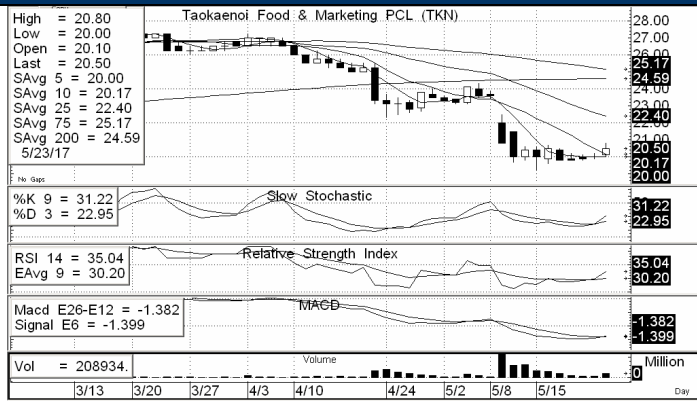 Taokaenoi Food & Marketing PCL (TKN)
High = 20.80
Low = 20.00
Open = 20.10
Last = 20.50
SAvg 5 = 20.00
SAvg 10 = 20.17
SAvg 25 = 22.40
SAvg 75 = 25.17
SAvg 200 = 24.59
5/23/17
No Gaps
28.00
27.00
26.00
25.17
24.59
24.00
23.00
22.40
22.00
20.50
20.17
20.00
Slow Stochastic
%K 9 = 31.22
%D 3 = 22.95
31.22
22.95
Relative Strength Index
RSI 14 = 35.04
EAvg 9 = 30.20
35.04
30.20
MACD
Macd E26-E12 = -1.382
Signal E6 = -1.399
-1.382
-1.399
Volume
Vol = 208934.
0 Million
3/13 3/20 3/27 4/3 4/10 4/24 5/2 5/8 5/15 Day